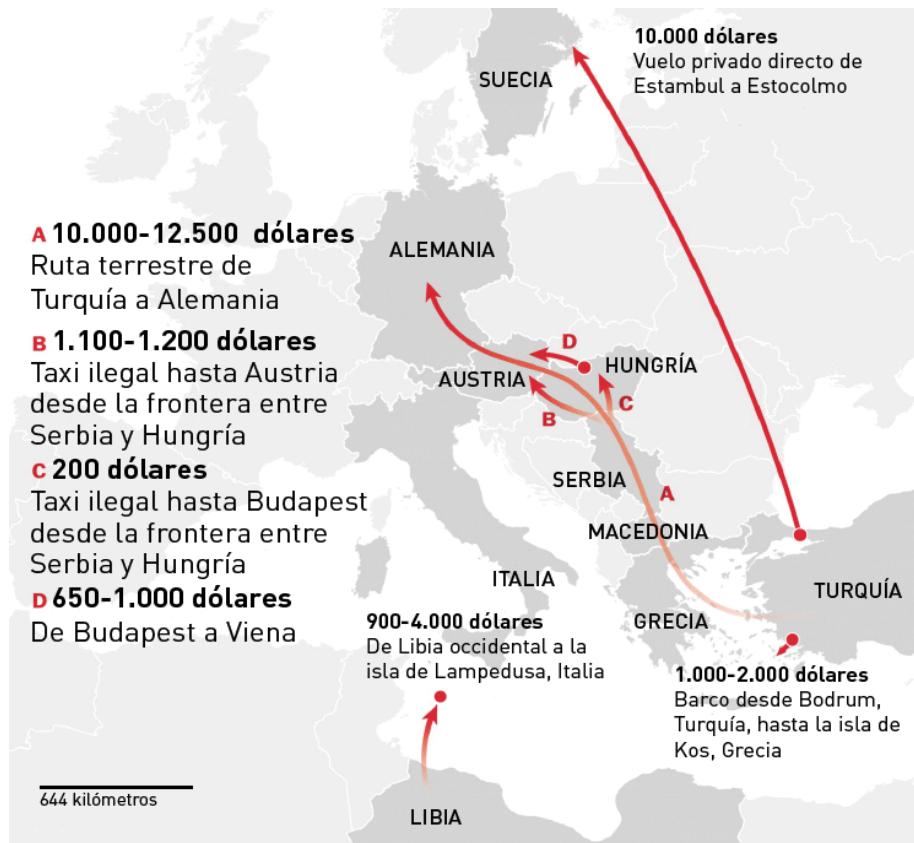 10.000 dólares
Vuelo privado directo de
Estambul a Estocolmo
SUECIA
A 10.000-12.500 dólares
Ruta terrestre de
Turquía a Alemania
B 1.100-1.200 dólares
Taxi ilegal hasta Austria
desde la frontera entre
Serbia y Hungría
C 200 dólares
Taxi ilegal hasta Budapest
desde la frontera entre
Serbia y Hungría
D 650-1.000 dólares
De Budapest a Viena
ALEMANIA
D
HUNGRÍA
AUSTRIA
B
C
SERBIA
A
MACEDONIA
ITALIA
GRECIA
TURQUÍA
900-4.000 dólares
De Libia occidental a la
isla de Lampedusa, Italia
1.000-2.000 dólares
Barco desde Bodrum,
Turquía, hasta la isla de
Kos, Grecia
644 kilómetros
LIBIA